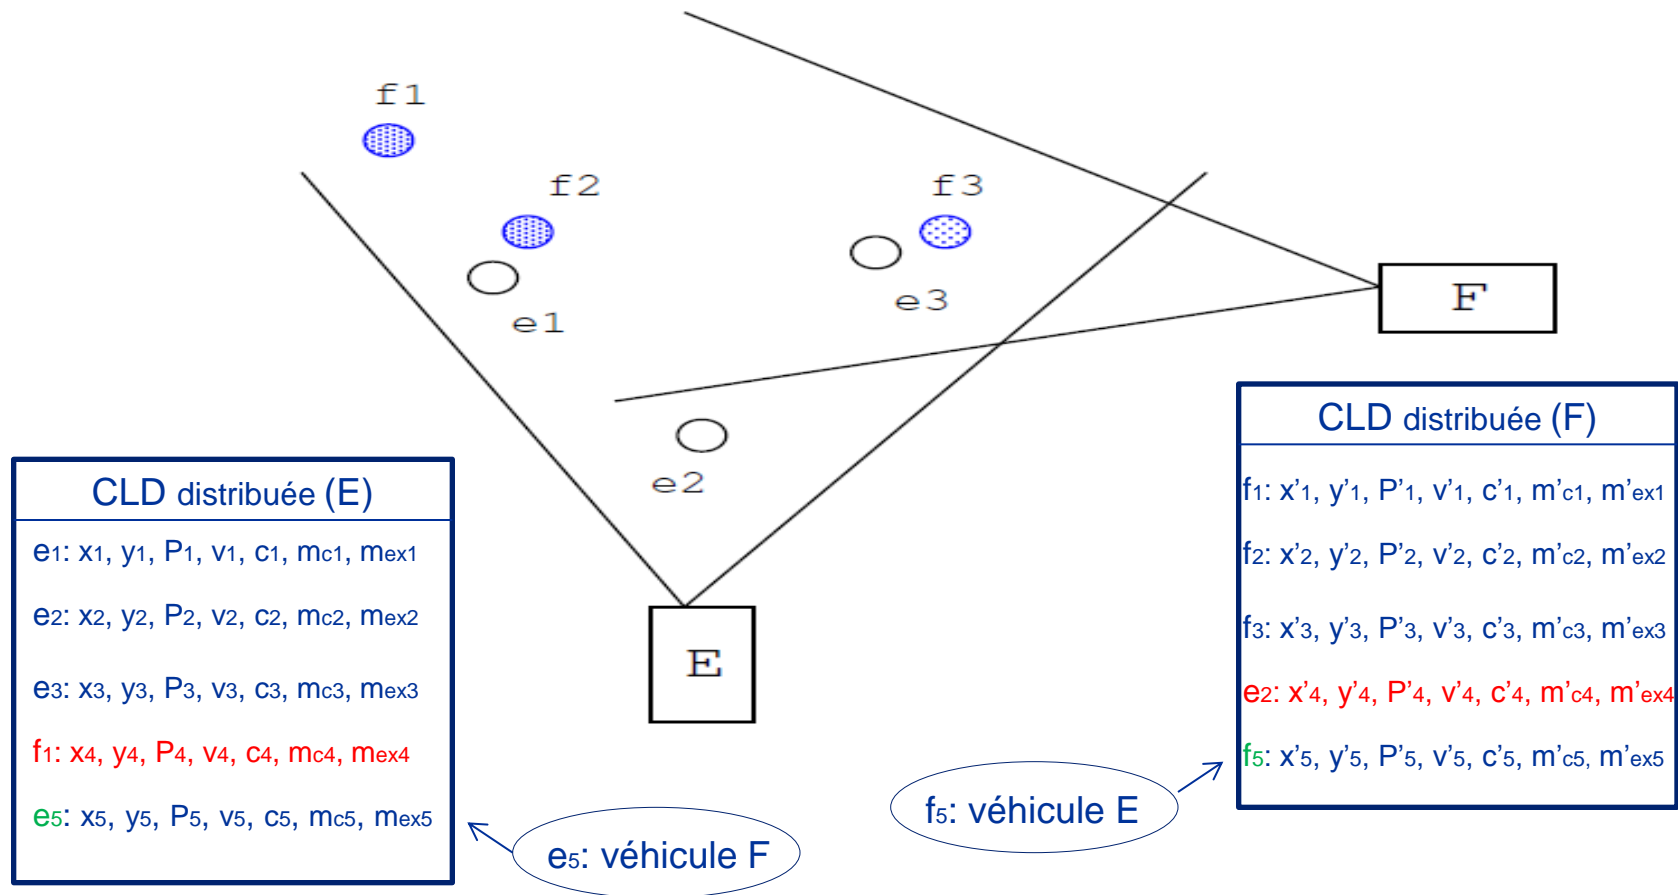 f1
f2
f3
e1
e3
F
e2
E
CLD distribuée (E)
e1: x1, y1, P1, v1, c1, mc1, mex1
e2: x2, y2, P2, v2, c2, mc2, mex2
e3: x3, y3, P3, v3, c3, mc3, mex3
f1: x4, y4, P4, v4, c4, mc4, mex4
e5: x5, y5, P5, v5, c5, mc5, mex5
e5: véhicule F
f5: véhicule E
CLD distribuée (F)
f1: x’1, y’1, P’1, v’1, c’1, m’c1, m’ex1
f2: x’2, y’2, P’2, v’2, c’2, m’c2, m’ex2
f3: x’3, y’3, P’3, v’3, c’3, m’c3, m’ex3
e2: x’4, y’4, P’4, v’4, c’4, m’c4, m’ex4
f5: x’5, y’5, P’5, v’5, c’5, m’c5, m’ex5